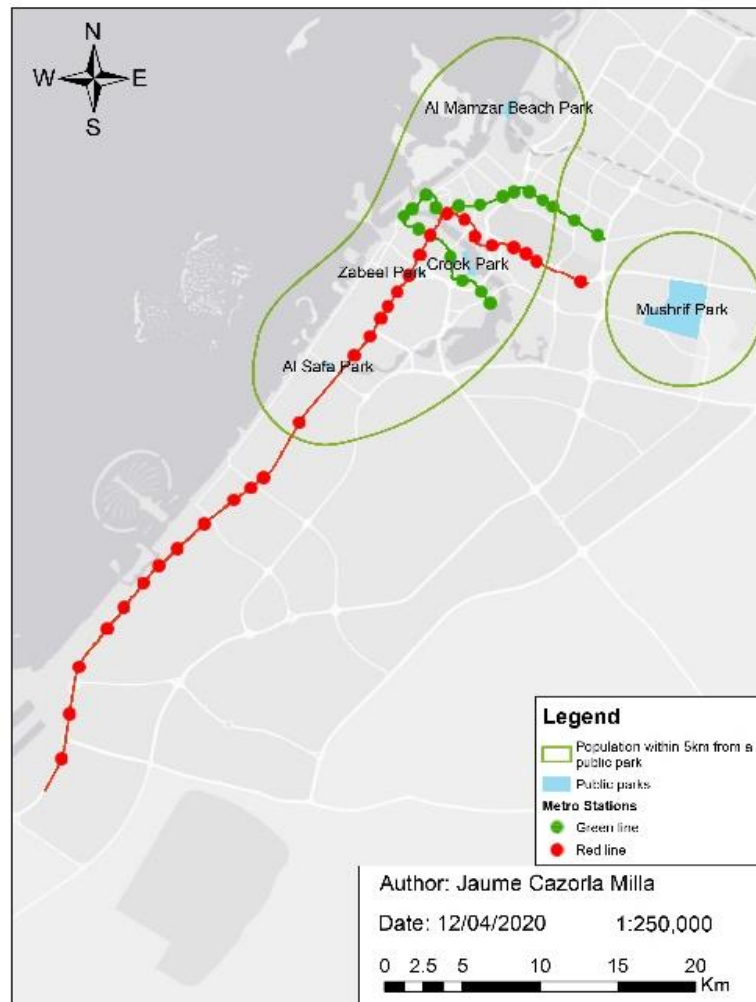 N
W E
S
Al Mamzar Beach Park
Zabeel Park
Creek Park
Mushrif Park
Al Safa Park
Legend
Population within 5km from a
public park
Public parks
Metro Stations
Green line
Red line
Author: Jaume Cazorla Milla
Date: 12/04/2020 1:250,000
0 2.5 5 10 15 20
Km